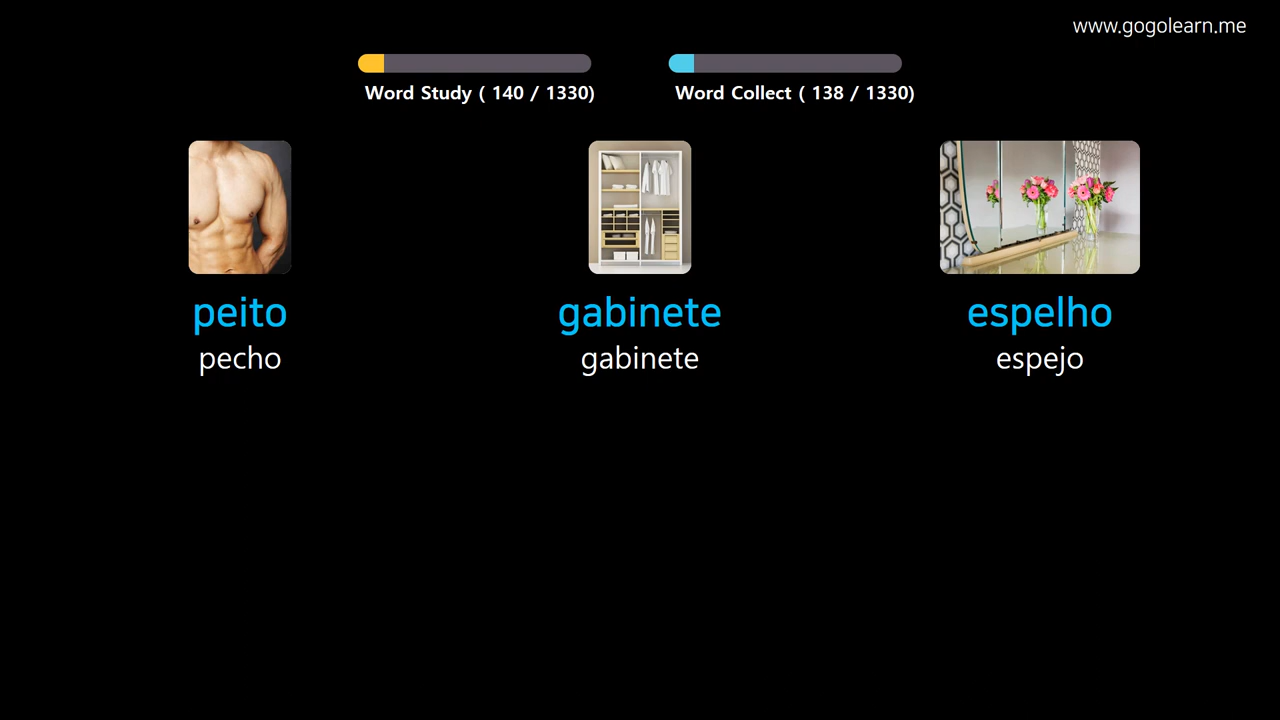 www.gogolearn.me
Word Study ( 140 / 1330)
Word Collect ( 138 / 1330)
peito
pecho
gabinete
gabinete
espelho
espejo